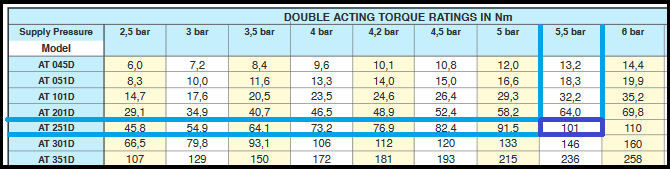 DOUBLE ACTING TORQUE RATINGS IN Nm
Supply Pressure 2,5 bar 3 bar 3,5 bar 4 bar 4,2 bar 4,5 bar 5 bar 5,5 bar 6 bar
Model
AT 045D 6,0 7,2 8,4 9,6 10,1 10,8 12,0 13,2 14,4
AT 051D 8,3 10,0 11,6 13,3 14,0 15,0 16,6 18,3 19,9
AT 101D 14,7 17,6 20,5 23,5 24,6 26,4 29,3 32,2 35,2
AT 201D 29,1 34,9 40,7 46,5 48,9 52,4 58,2 64,0 69,8
AT 251D 45,8 54,9 64,1 73,2 76,9 82,4 91,5 101 110
AT 301D 66,5 79,8 93,1 106 112 120 133 146 160
AT 351D 107 129 150 172 181 193 215 236 258